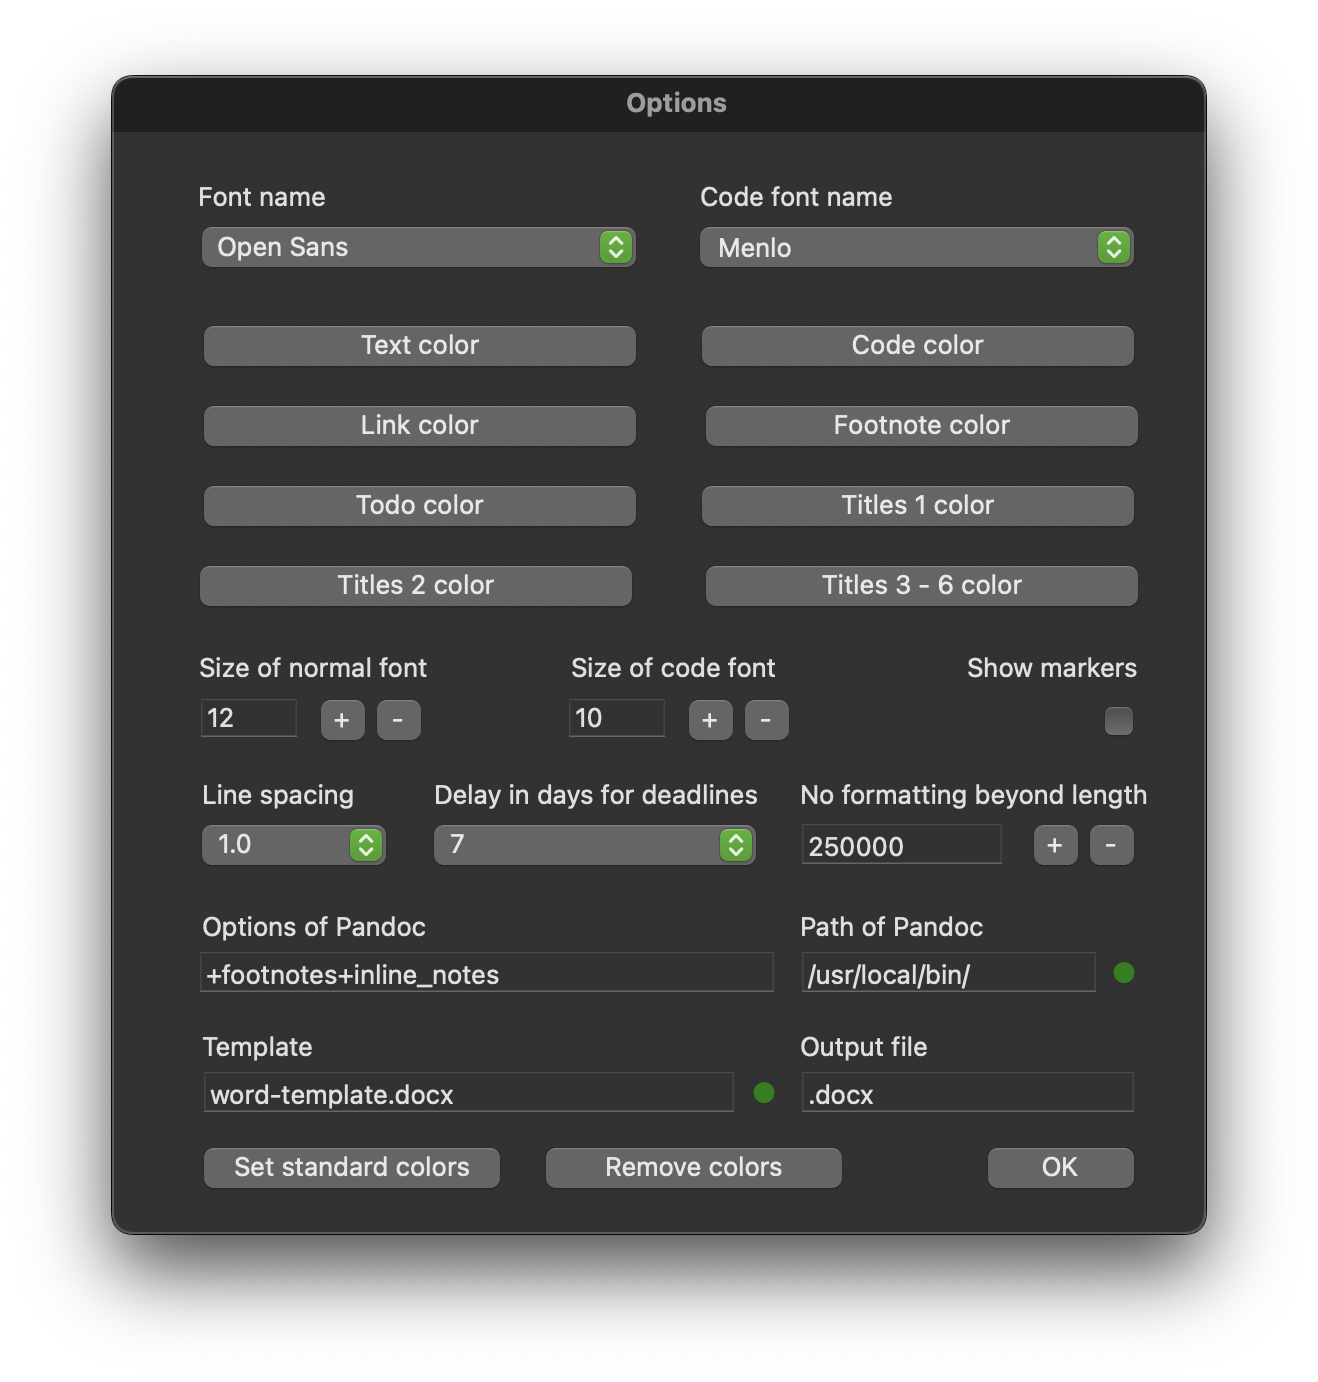 Options
Font name
Code font name
Open Sans
Menlo
Text color
Code color
Link color
Footnote color
Todo color
Titles 1 color
Titles 2 color
Titles 3 - 6 color
Size of normal font
Size of code font
Show markers
12
+
-
10
+
-
Line spacing
Delay in days for deadlines
No formatting beyond length
1.0
7
250000
+
-
Options of Pandoc
Path of Pandoc
+footnotes+inline_notes
/usr/local/bin/
Template
Output file
word-template.docx
.docx
Set standard colors
Remove colors
OK